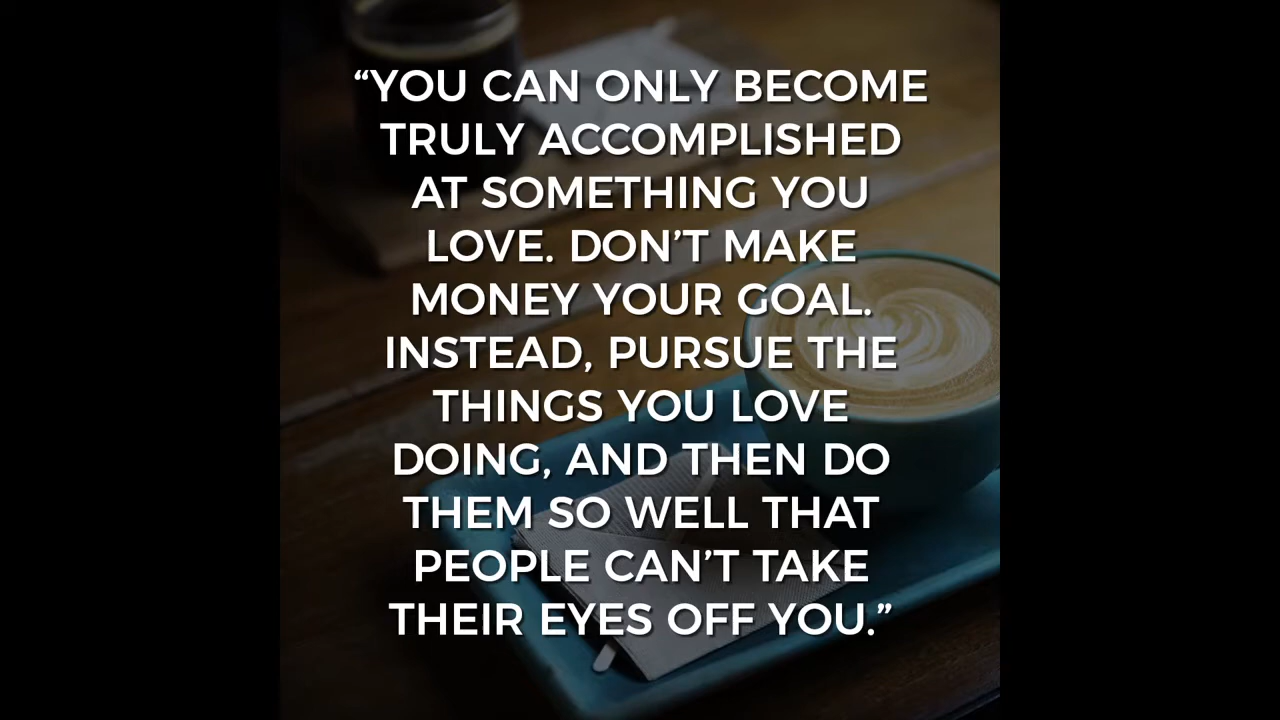 “YOU CAN ONLY BECOME
TRULY ACCOMPLISHED
AT SOMETHING YOU
LOVE. DON’T MAKE
MONEY YOUR GOAL.
INSTEAD, PURSUE THE
THINGS YOU LOVE
DOING, AND THEN DO
THEM SO WELL THAT
PEOPLE CAN’T TAKE
THEIR EYES OFF YOU.”